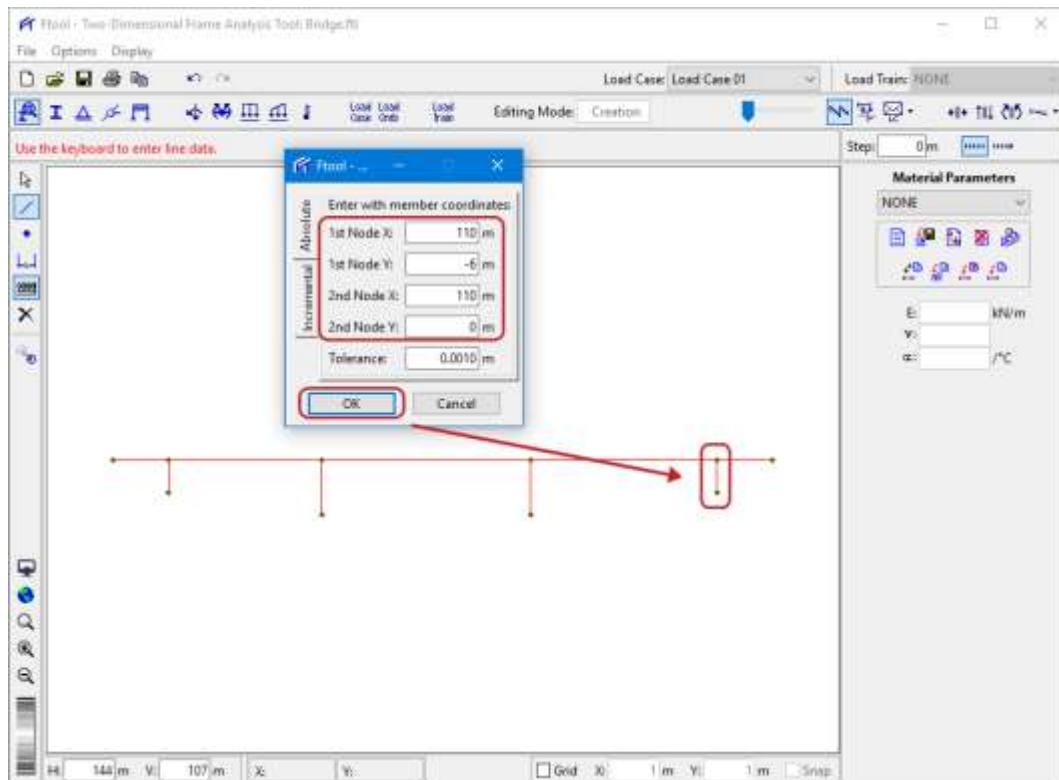 Ftool - Two-Dimensional Frame Analysis Tool: Bridge.ftl
File Options Display
Load Case: Load Case 01 Load Train: NONE
Load Case Load Cmb Load Train Editing Mode: Creation
Use the keyboard to enter line data. Step: 0 m
Ftool - ...
Material Parameters
NONE
Absolute
Incremental
Enter with member coordinates:
1st Node X: 110 m
1st Node Y: -6 m
2nd Node X: 110 m
2nd Node Y: 0 m
Tolerance: 0.0010 m
OK Cancel
E: kN/m
ν:
α: /°C
H: 144 m V: 107 m X: Y: Grid X: 1 m Y: 1 m Snap